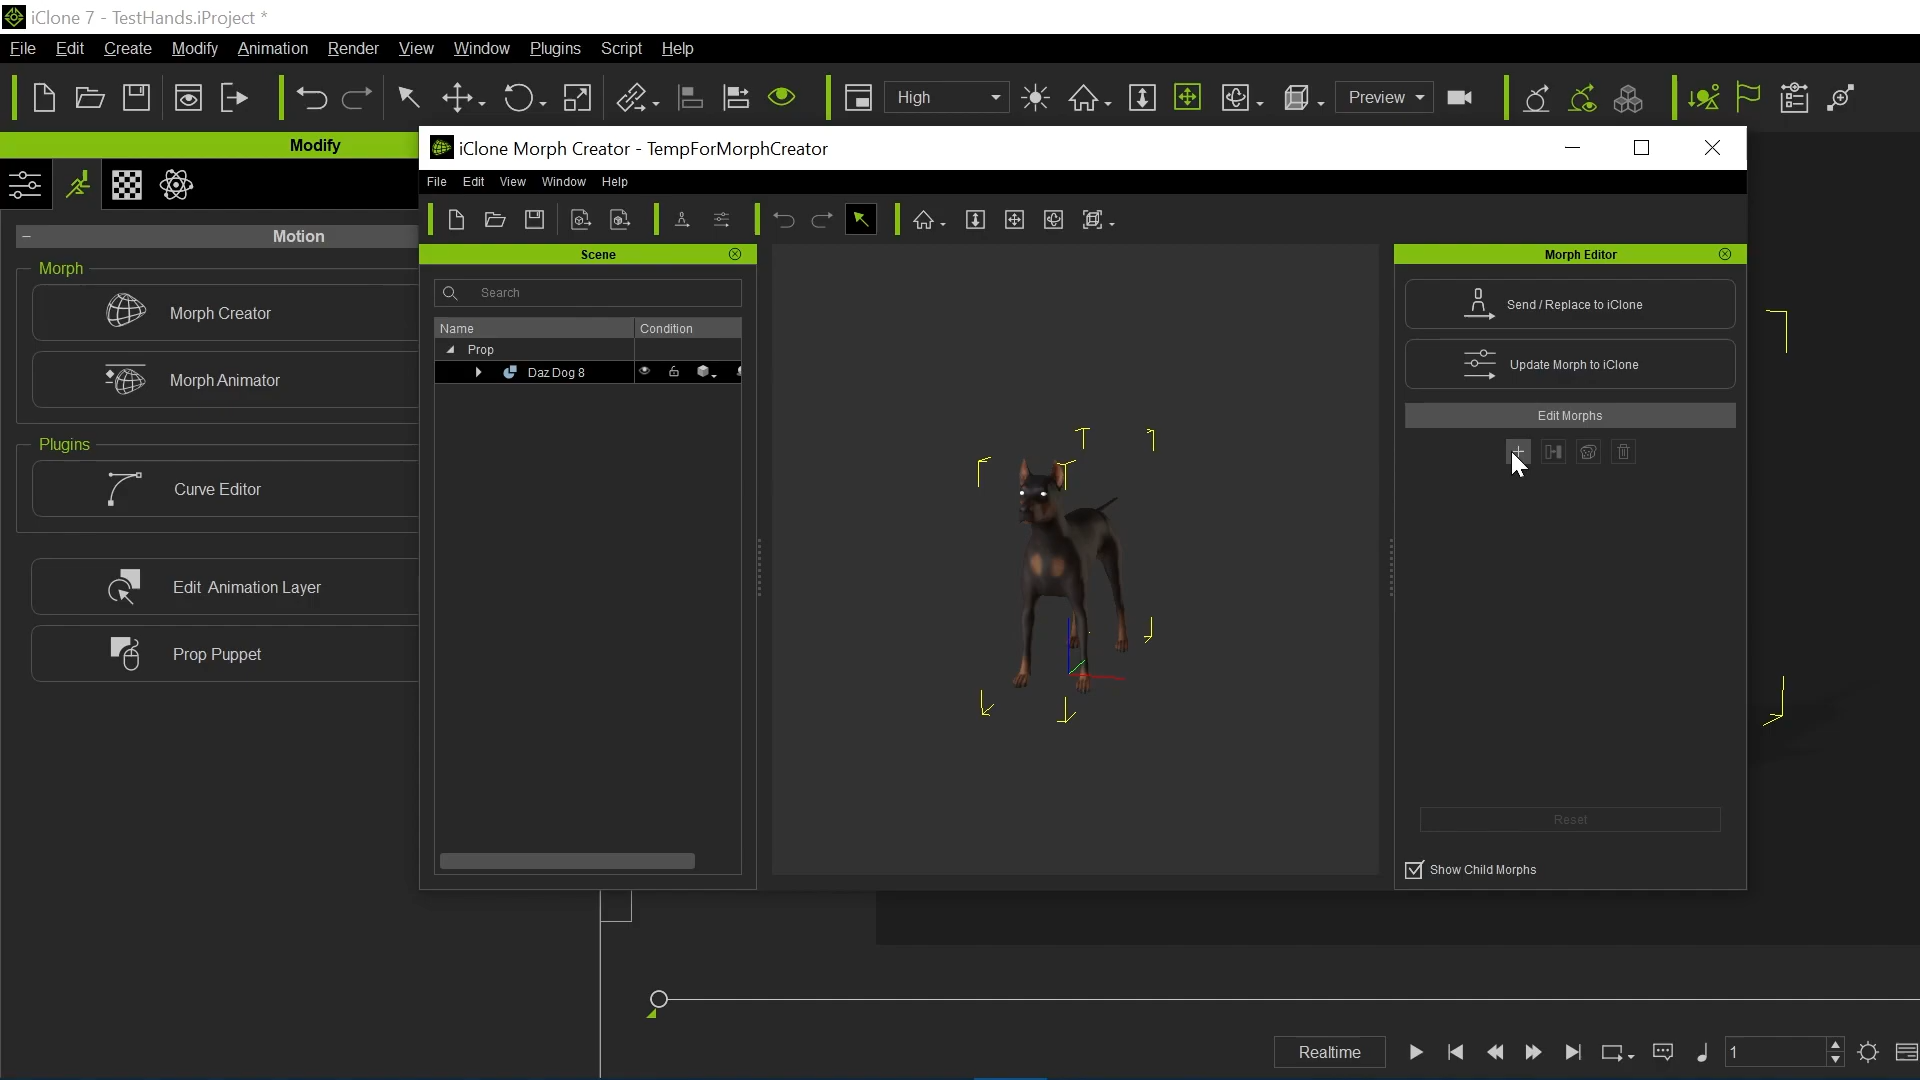 iClone 7 - TestHands.iProject *
File Edit Create Modify Animation Render View Window Plugins Script Help
High
Preview
Modify
Motion
Morph
Morph Creator
Morph Animator
Plugins
Curve Editor
Edit Animation Layer
Prop Puppet
iClone Morph Creator - TempForMorphCreator
File Edit View Window Help
Scene
Search
Name Condition
Prop
Daz Dog 8
Morph Editor
Send / Replace to iClone
Update Morph to iClone
Edit Morphs
Reset
Show Child Morphs
Realtime
1